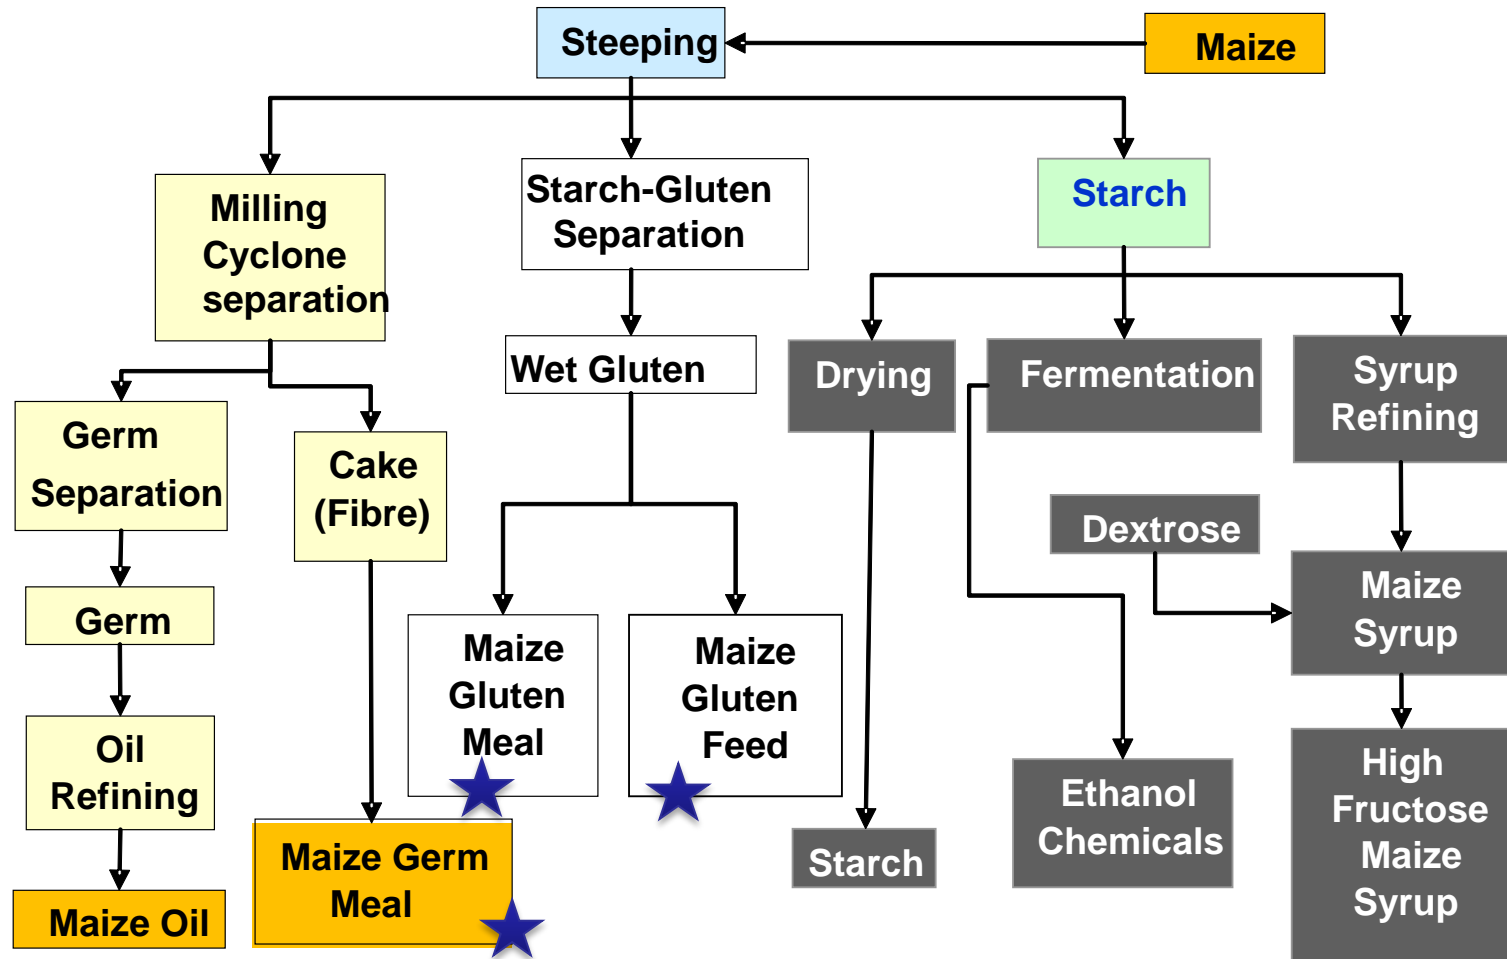 Steeping
Maize
Milling
Cyclone
separation
Starch-Gluten
Separation
Starch
Wet Gluten
Drying
Fermentation
Syrup
Refining
Germ
Separation
Cake
(Fibre)
Dextrose
Germ
Maize
Gluten
Meal
Maize
Gluten
Feed
Maize
Syrup
Oil
Refining
Maize Germ
Meal
Starch
Ethanol
Chemicals
High
Fructose
Maize
Syrup
Maize Oil